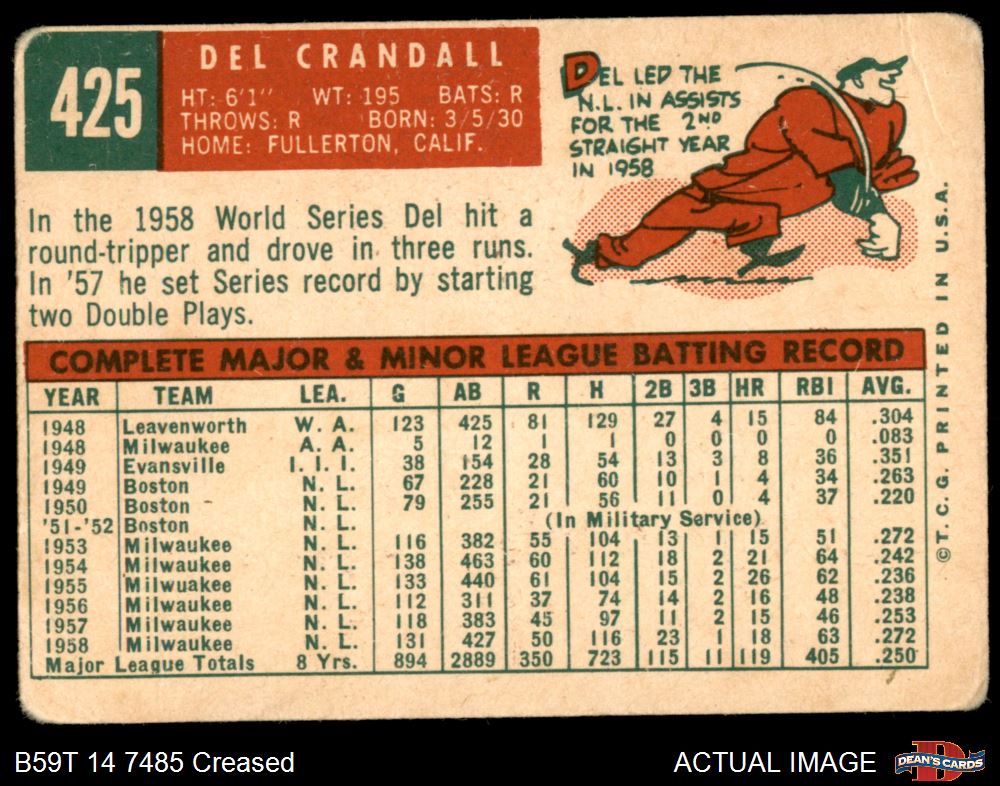 425
DEL CRANDALL
HT: 6'1" WT: 195 BATS: R
THROWS: R BORN: 3/5/30
HOME: FULLERTON, CALIF.
DEL LED THE
N.L. IN ASSISTS
FOR THE 2ND
STRAIGHT YEAR
IN 1958
In the 1958 World Series Del hit a
round-tripper and drove in three runs.
In '57 he set Series record by starting
two Double Plays.
COMPLETE MAJOR & MINOR LEAGUE BATTING RECORD
YEAR TEAM LEA. G AB R H 2B 3B HR RBI AVG.
1948 Leavenworth W. A. 123 425 81 129 27 4 15 84 .304
1948 Milwaukee A. A. 5 12 1 1 0 0 0 0 .083
1949 Evansville I. I. I. 38 154 28 54 13 3 8 36 .351
1949 Boston N. L. 67 228 21 60 10 1 4 34 .263
1950 Boston N. L. 79 255 21 56 11 0 4 37 .220
'51-'52 Boston N. L. (In Military Service)
1953 Milwaukee N. L. 116 382 55 104 13 1 15 51 .272
1954 Milwaukee N. L. 138 463 60 112 18 2 21 64 .242
1955 Milwuakee N. L. 133 440 61 104 15 2 26 62 .236
1956 Milwaukee N. L. 112 311 37 74 14 2 16 48 .238
1957 Milwaukee N. L. 118 383 45 97 11 2 15 46 .253
1958 Milwaukee N. L. 131 427 50 116 23 1 18 63 .272
Major League Totals 8 Yrs. 894 2889 350 723 115 11 119 405 .250
©T. C. G. PRINTED IN U.S.A.
B59T 14 7485 Creased
ACTUAL IMAGE
D
DEAN'S CARDS